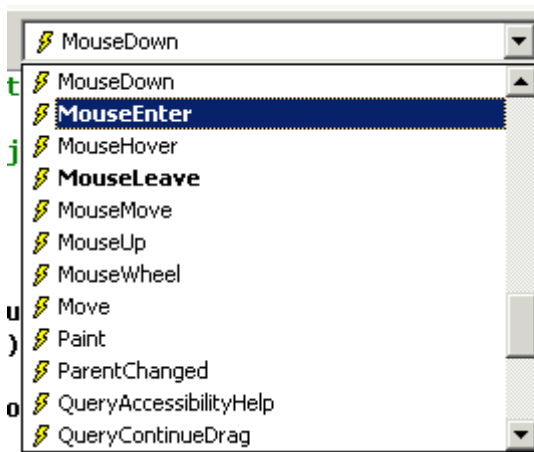 MouseDown
t MouseDown
MouseEnter
j MouseHover
MouseLeave
MouseMove
MouseUp
MouseWheel
u Move
) Paint
ParentChanged
o QueryAccessibilityHelp
QueryContinueDrag